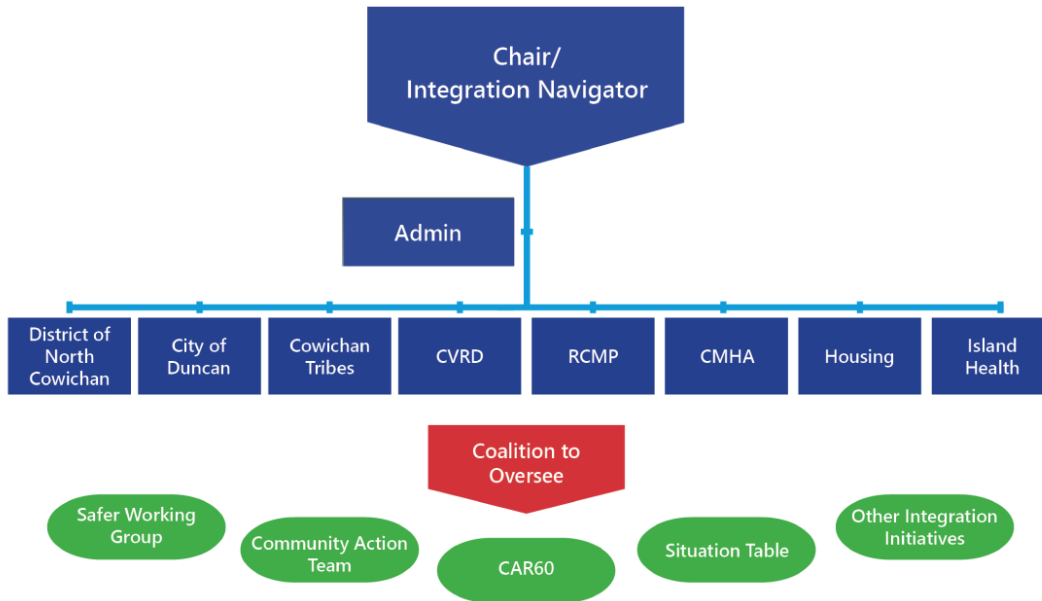 Chair/
Integration Navigator
Admin
District of
North
Cowichan
City of
Duncan
Cowichan
Tribes
CVRD
RCMP
CMHA
Housing
Island
Health
Coalition to
Oversee
Safer Working
Group
Community Action
Team
CAR60
Situation Table
Other Integration
Initiatives